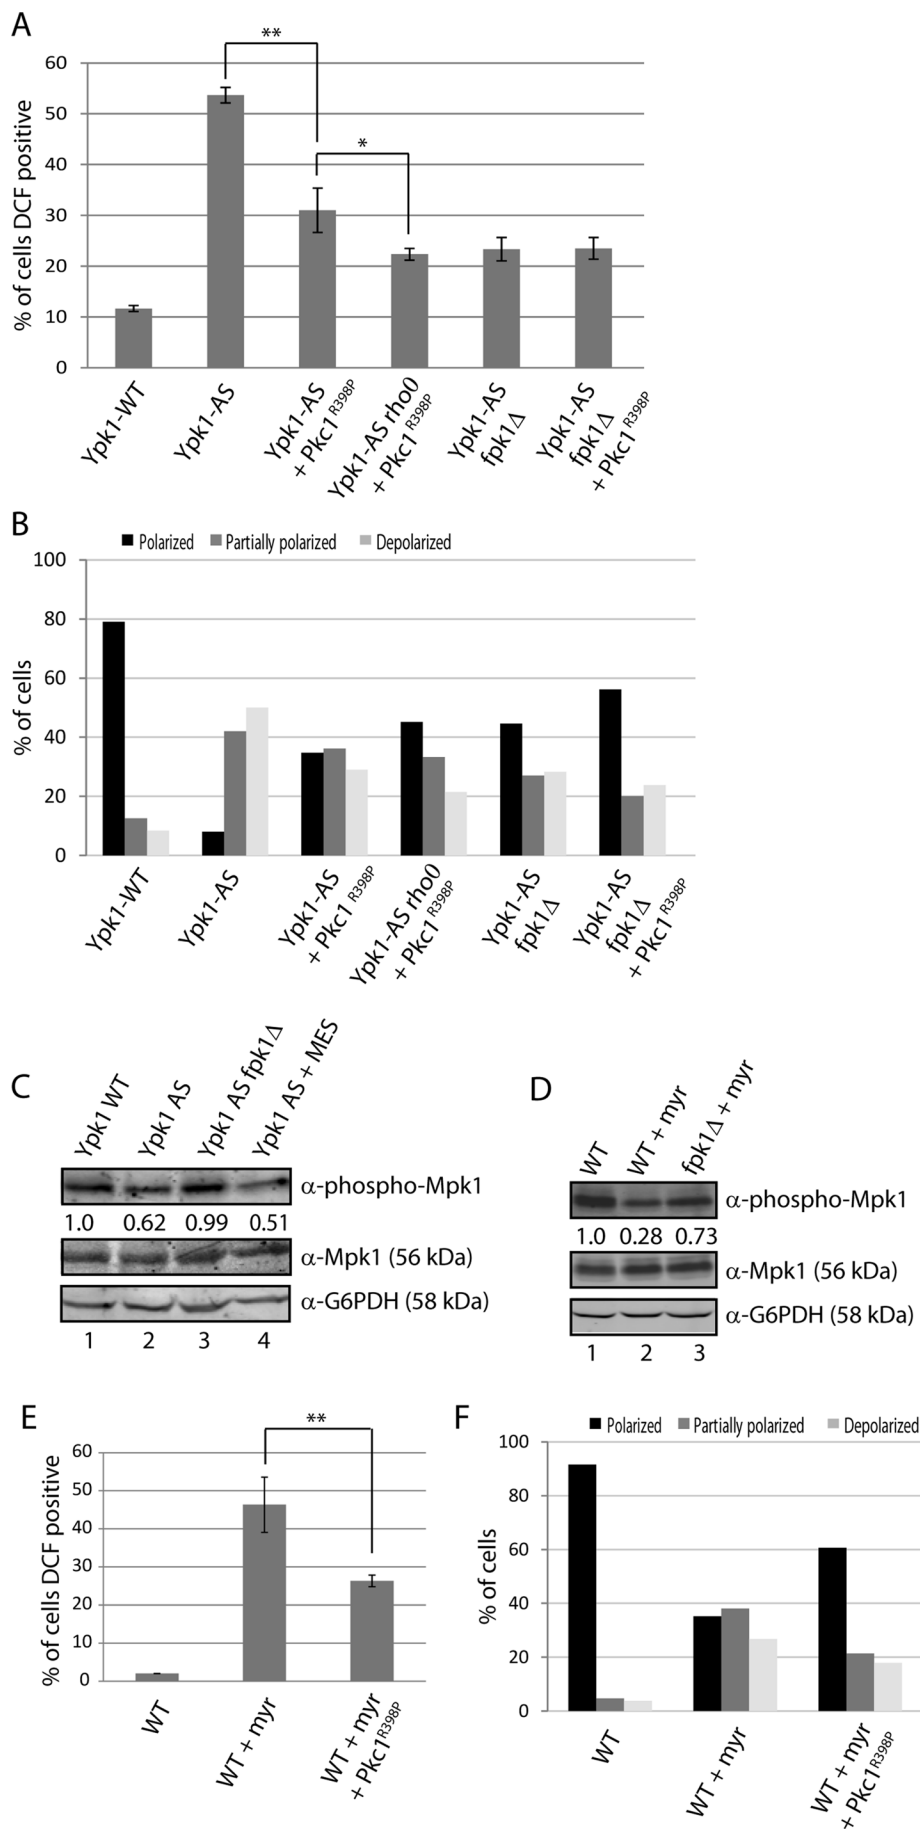 A
**
*
% of cells DCF positive
60
50
40
30
20
10
0
Ypk1-WT
Ypk1-AS
Ypk1-AS
+ Pkc1R398P
Ypk1-AS rho0
+ Pkc1R398P
Ypk1-AS
fpk1Δ
Ypk1-AS
fpk1Δ
+ Pkc1R398P
B
Polarized Partially polarized Depolarized
% of cells
100
80
60
40
20
0
Ypk1-WT
Ypk1-AS
Ypk1-AS
+ Pkc1R398P
Ypk1-AS rho0
+ Pkc1R398P
Ypk1-AS
fpk1Δ
Ypk1-AS
fpk1Δ
+ Pkc1R398P
C
Ypk1 WT
Ypk1 AS
Ypk1 AS fpk1Δ
Ypk1 AS + MES
α-phospho-Mpk1
1.0 0.62 0.99 0.51
α-Mpk1 (56 kDa)
α-G6PDH (58 kDa)
1 2 3 4
D
WT
WT + myr
fpk1Δ + myr
α-phospho-Mpk1
1.0 0.28 0.73
α-Mpk1 (56 kDa)
α-G6PDH (58 kDa)
1 2 3
E
**
% of cells DCF positive
60
50
40
30
20
10
0
WT
WT + myr
WT + myr
+ Pkc1R398P
F
Polarized Partially polarized Depolarized
% of cells
100
80
60
40
20
0
WT
WT + myr
WT + myr
+ Pkc1R398P